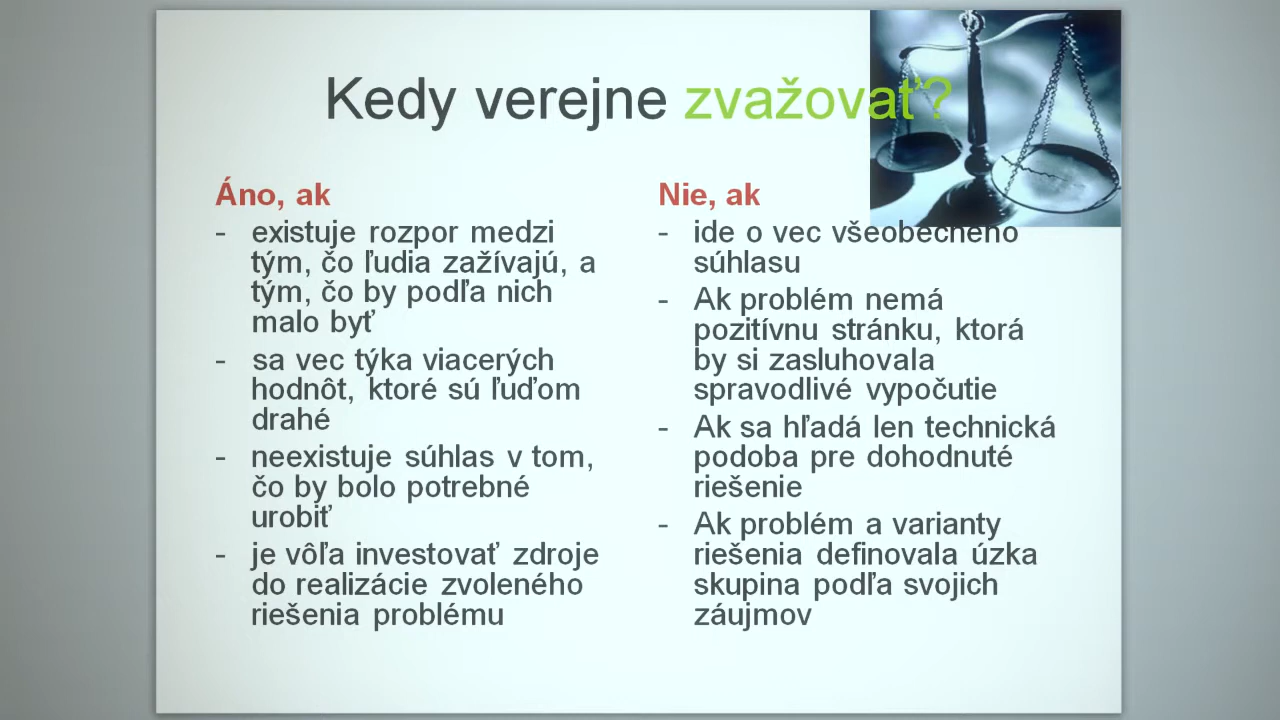 Kedy verejne zvažovať?
Áno, ak
- existuje rozpor medzi
tým, čo ľudia zažívajú, a
tým, čo by podľa nich
malo byť
- sa vec týka viacerých
hodnôt, ktoré sú ľuďom
drahé
- neexistuje súhlas v tom,
čo by bolo potrebné
urobiť
- je vôľa investovať zdroje
do realizácie zvoleného
riešenia problému
Nie, ak
- ide o vec všeobecného
súhlasu
- Ak problém nemá
pozitívnu stránku, ktorá
by si zasluhovala
spravodlivé vypočutie
- Ak sa hľadá len technická
podoba pre dohodnuté
riešenie
- Ak problém a varianty
riešenia definovala úzka
skupina podľa svojich
záujmov